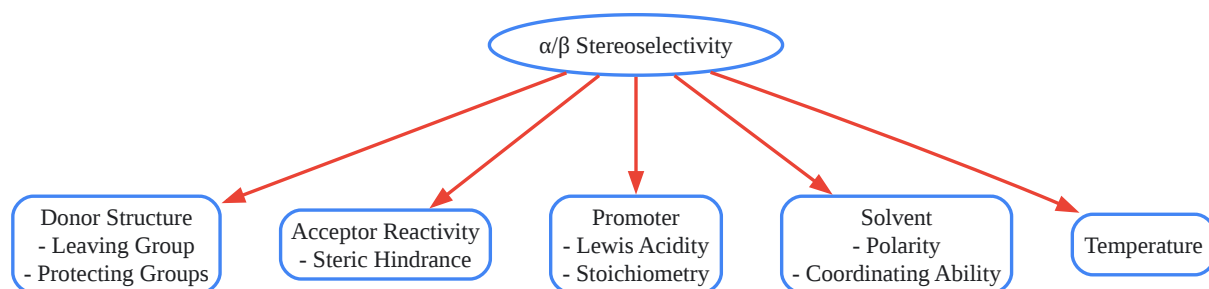 α/β Stereoselectivity
Donor Structure
- Leaving Group
- Protecting Groups
Acceptor Reactivity
- Steric Hindrance
Promoter
- Lewis Acidity
- Stoichiometry
Solvent
- Polarity
- Coordinating Ability
Temperature